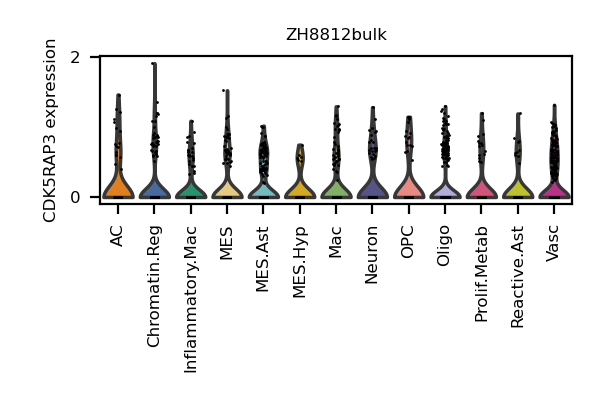 ZH8812bulk
CDK5RAP3 expression
2
0
AC
Chromatin.Reg
Inflammatory.Mac
MES
MES.Ast
MES.Hyp
Mac
Neuron
OPC
Oligo
Prolif.Metab
Reactive.Ast
Vasc